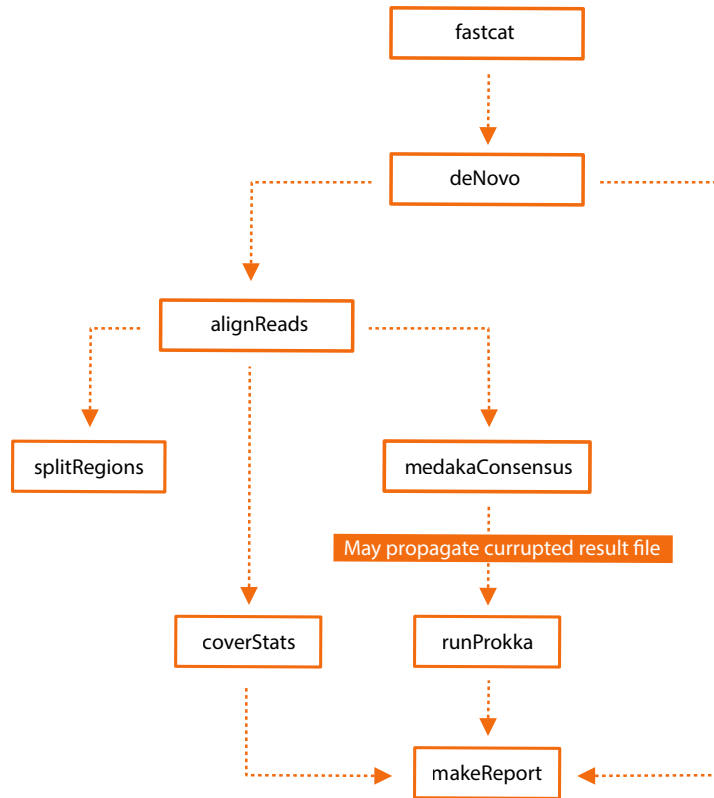 fastcat
deNovo
alignReads
splitRegions
medakaConsensus
May propagate currupted result file
coverStats
runProkka
makeReport